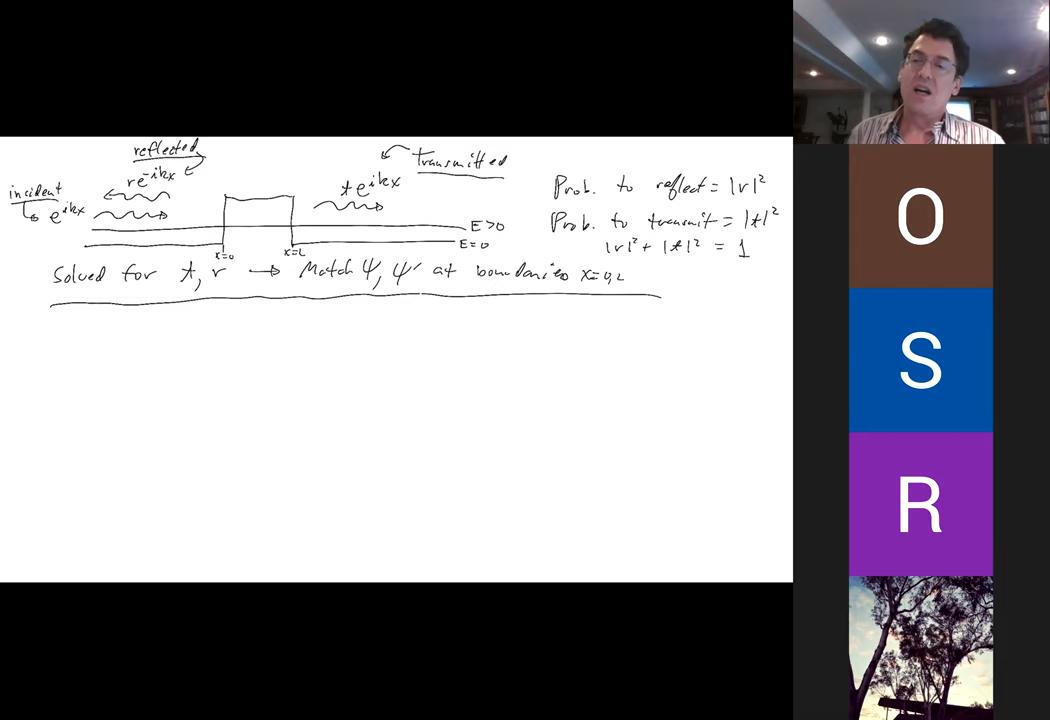 reflected
re^-ikx
incident
e^ikx
transmitted
te^ikx
E>0
E=0
x=0
x=L
Prob. to reflect = |r|²
Prob. to transmit = |t|²
|r|² + |t|² = 1
Solved for t, r → Match Ψ, Ψ' at boundaries x=0,L
O
S
R